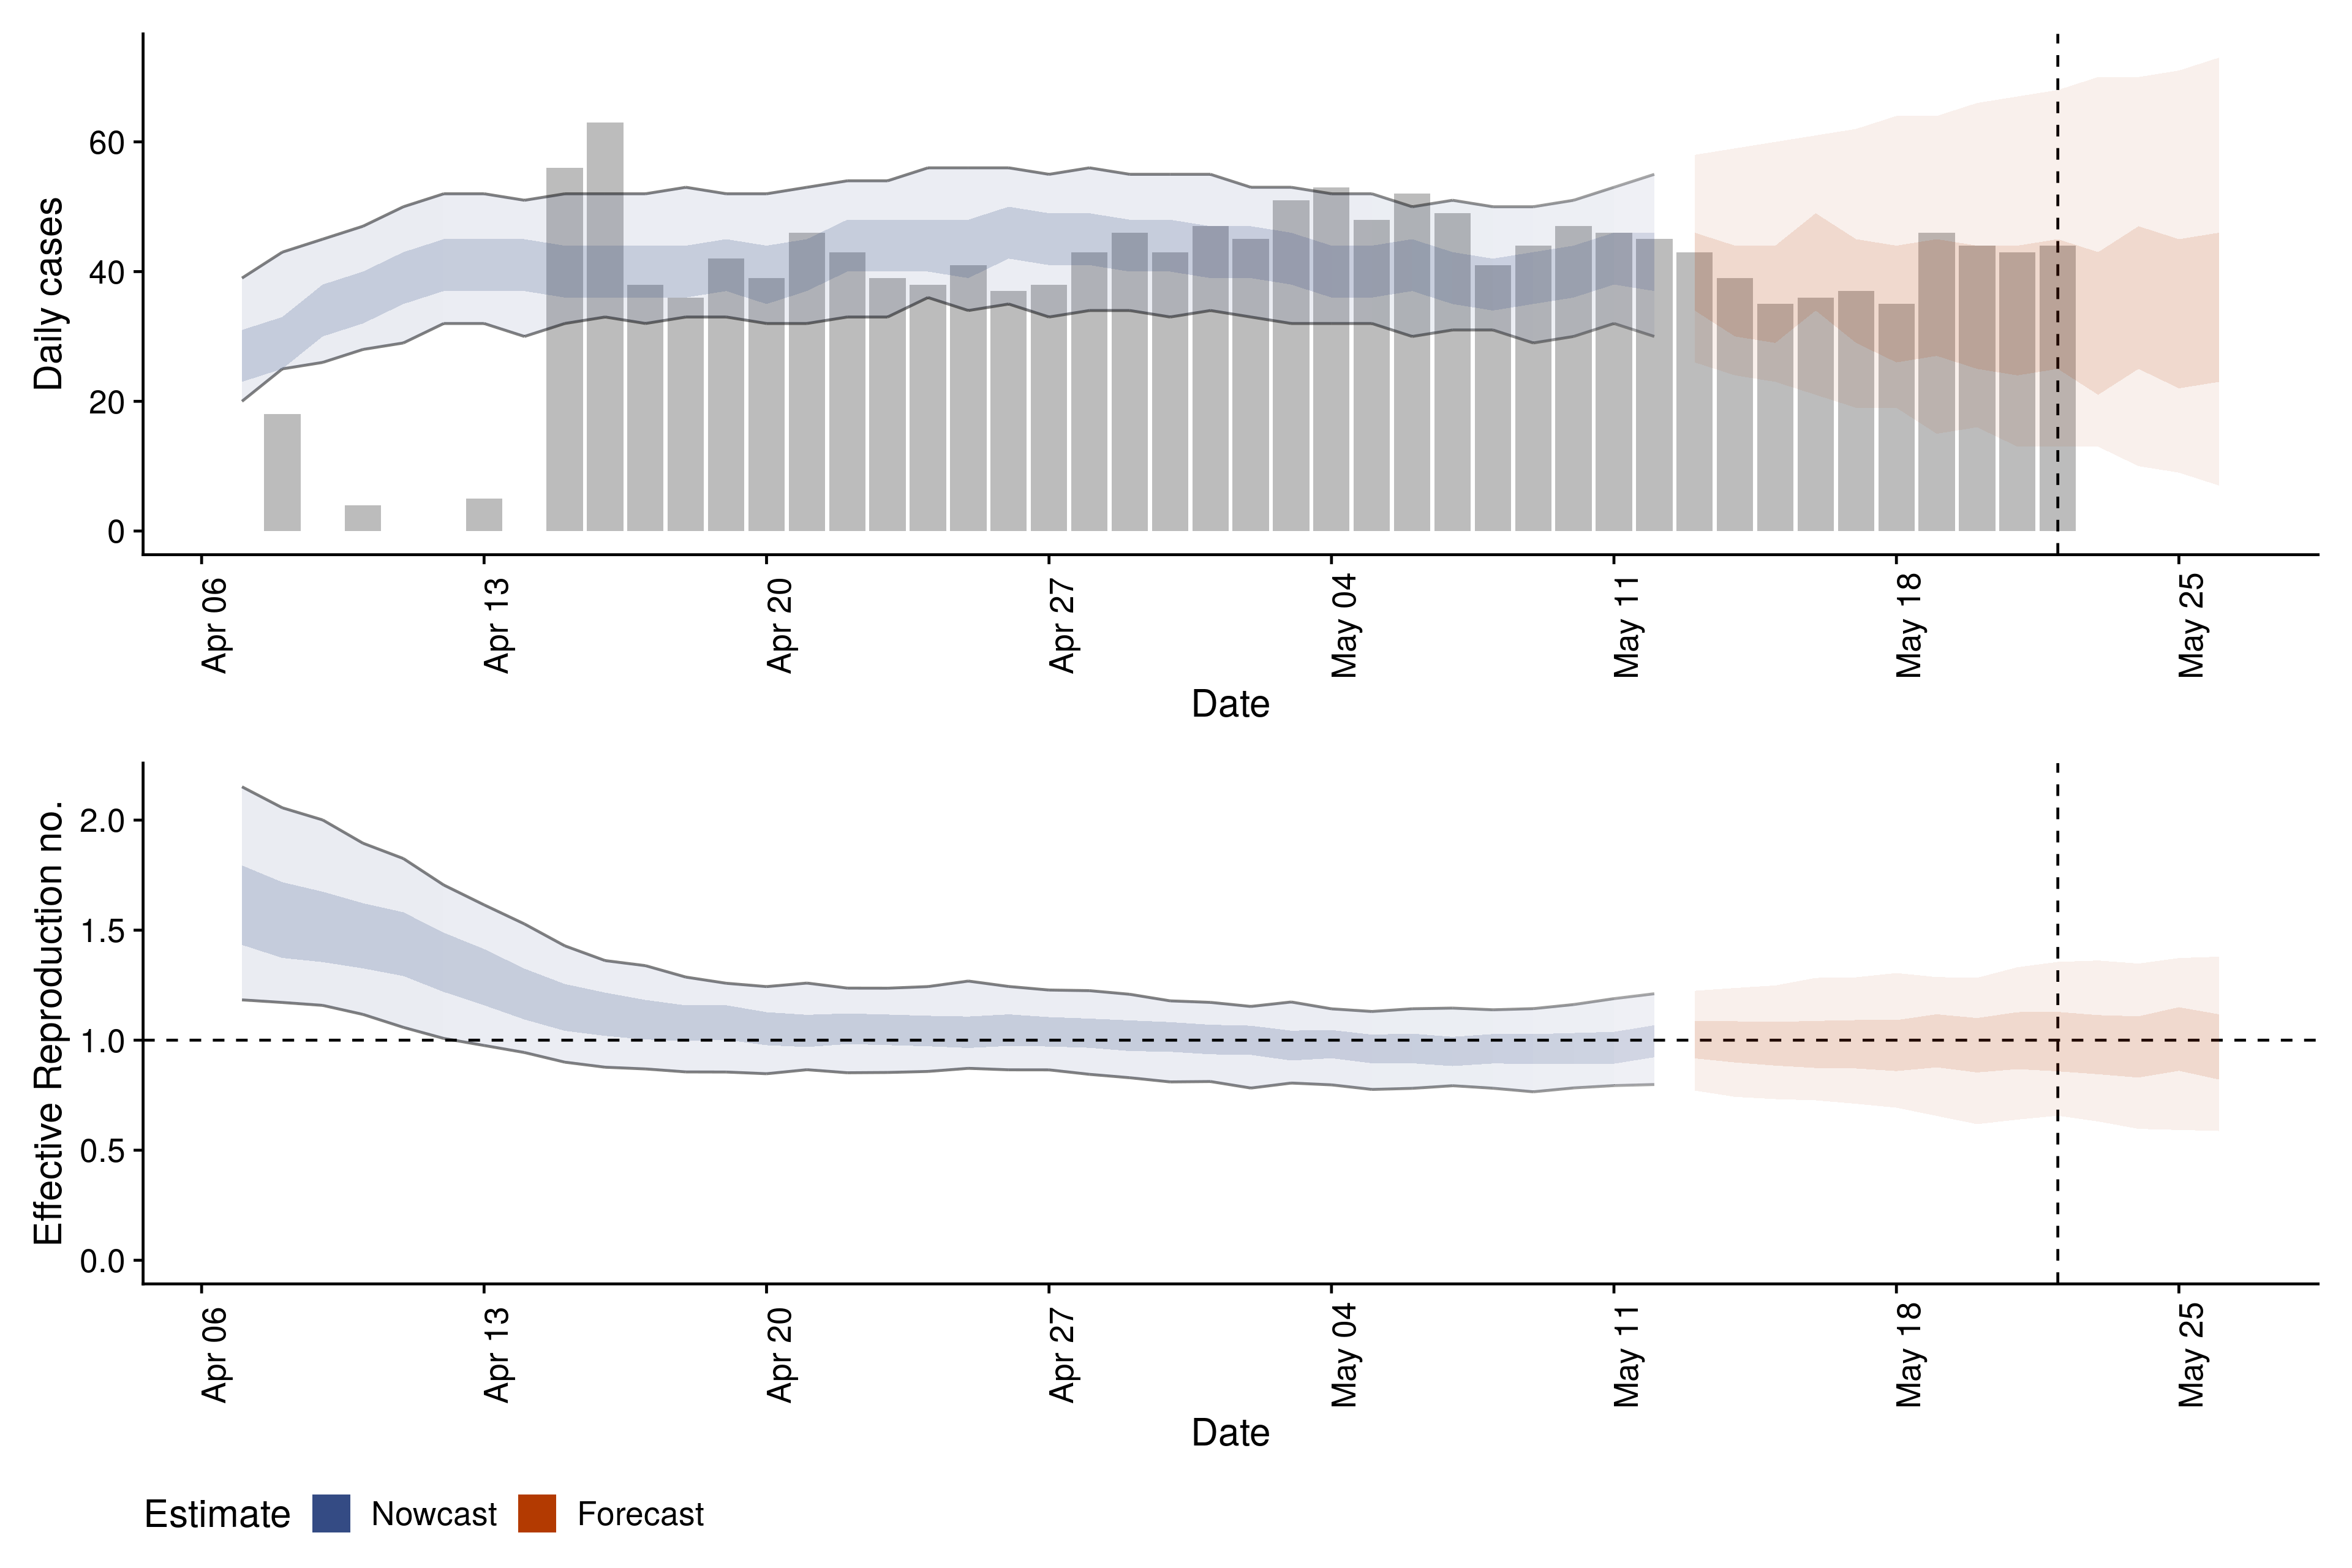 Daily cases
60
40
20
0
Apr 06 Apr 13 Apr 20 Apr 27 May 04 May 11 May 18 May 25
Date
Effective Reproduction no.
2.0
1.5
1.0
0.5
0.0
Apr 06 Apr 13 Apr 20 Apr 27 May 04 May 11 May 18 May 25
Date
Estimate Nowcast Forecast